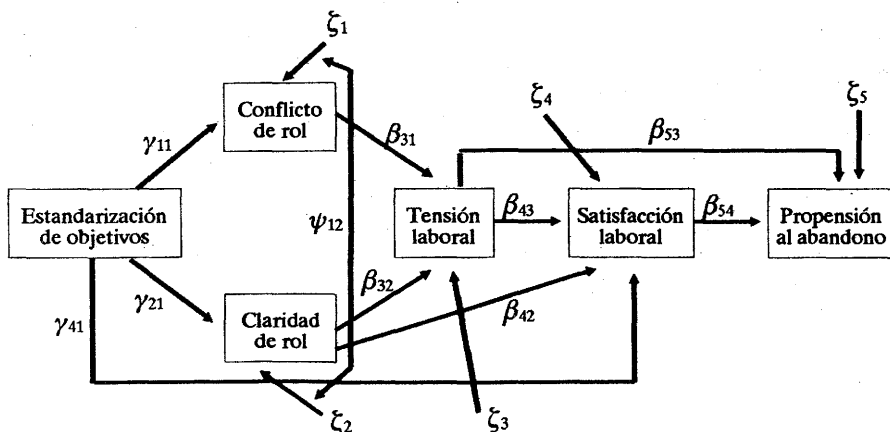 ζ1
Conflicto
de rol
ζ4
ζ5
γ11
β31
β53
Estandarización
de objetivos
ψ12
Tensión
laboral
β43
Satisfacción
laboral
β54
Propensión
al abandono
γ21
β32
γ41
Claridad
de rol
β42
ζ2
ζ3